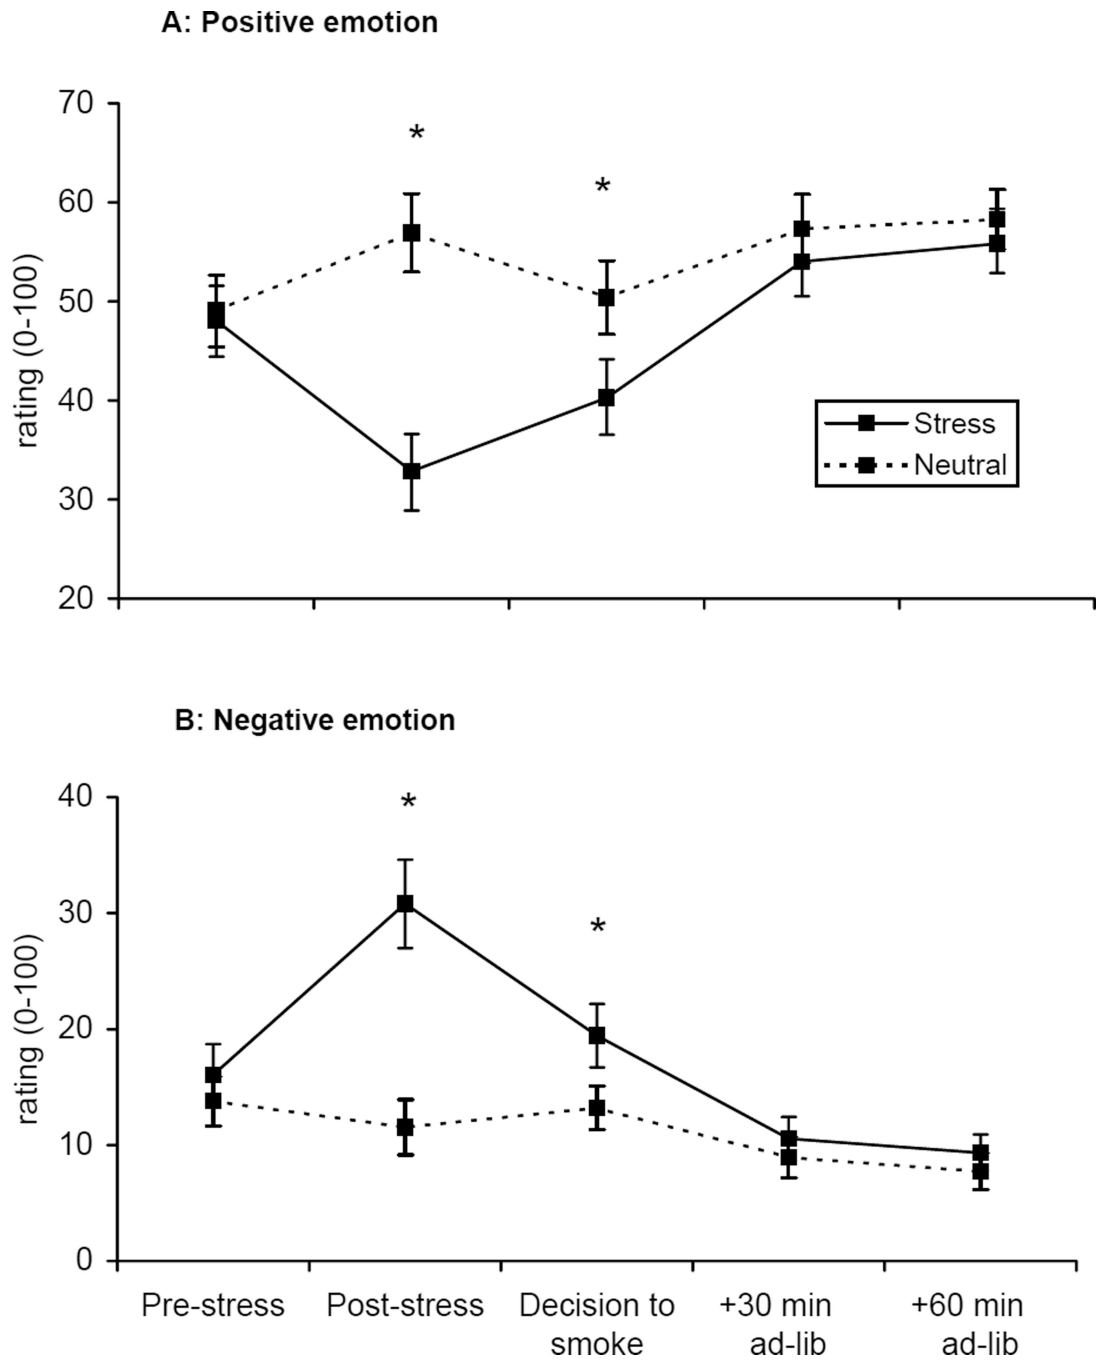 A: Positive emotion
70
*
60
*
50
rating (0-100)
40
Stress
Neutral
30
20
B: Negative emotion
40
*
30
*
rating (0-100)
20
10
0
Pre-stress Post-stress Decision to +30 min +60 min
smoke ad-lib ad-lib